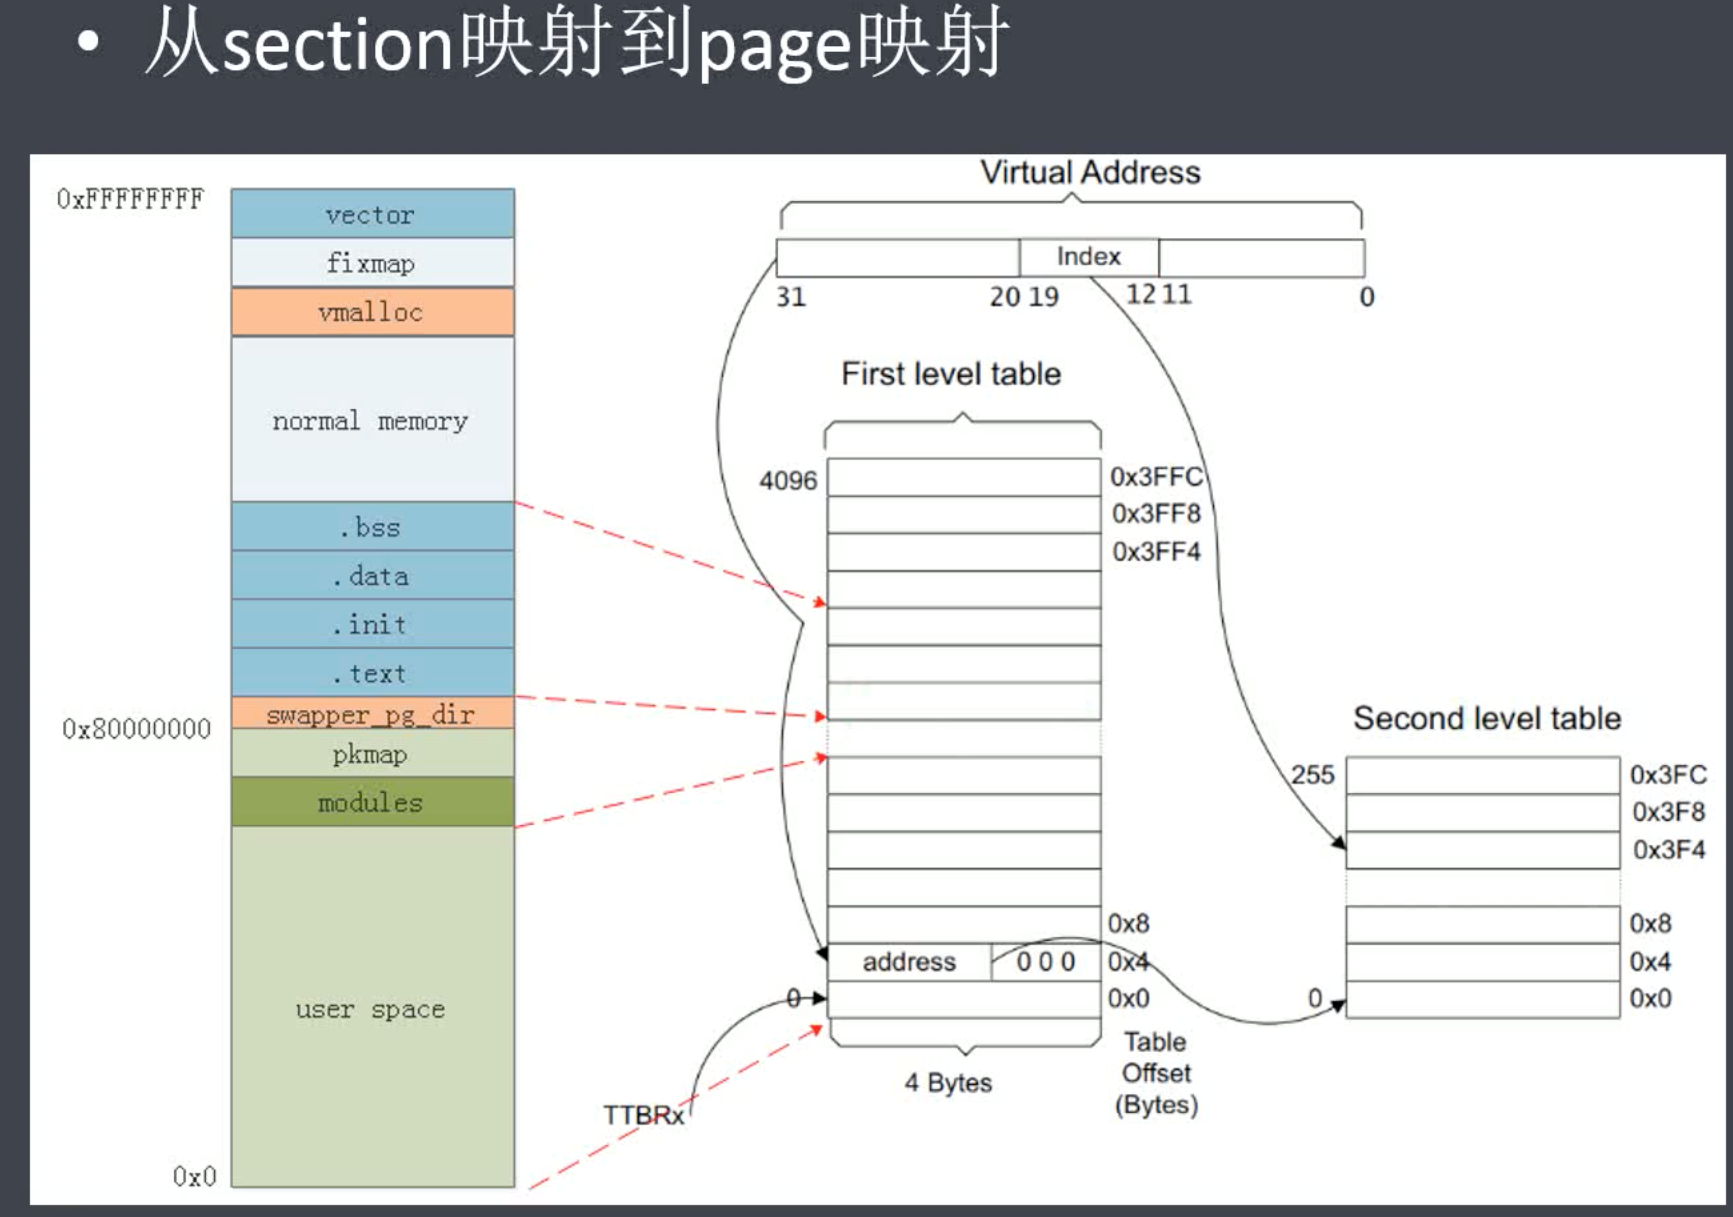 • 从section映射到page映射
0xFFFFFFFF
vector
fixmap
vmalloc
normal memory
.bss
.data
.init
.text
swapper_pg_dir
0x80000000
pkmap
modules
user space
0x0
Virtual Address
Index
31 20 19 12 11 0
First level table
4096
0x3FFC
0x3FF8
0x3FF4
0x8
address 0 0 0 0x4
0 0x0
4 Bytes
Table
Offset
(Bytes)
TTBRx
Second level table
255 0x3FC
0x3F8
0x3F4
0x8
0x4
0 0x0